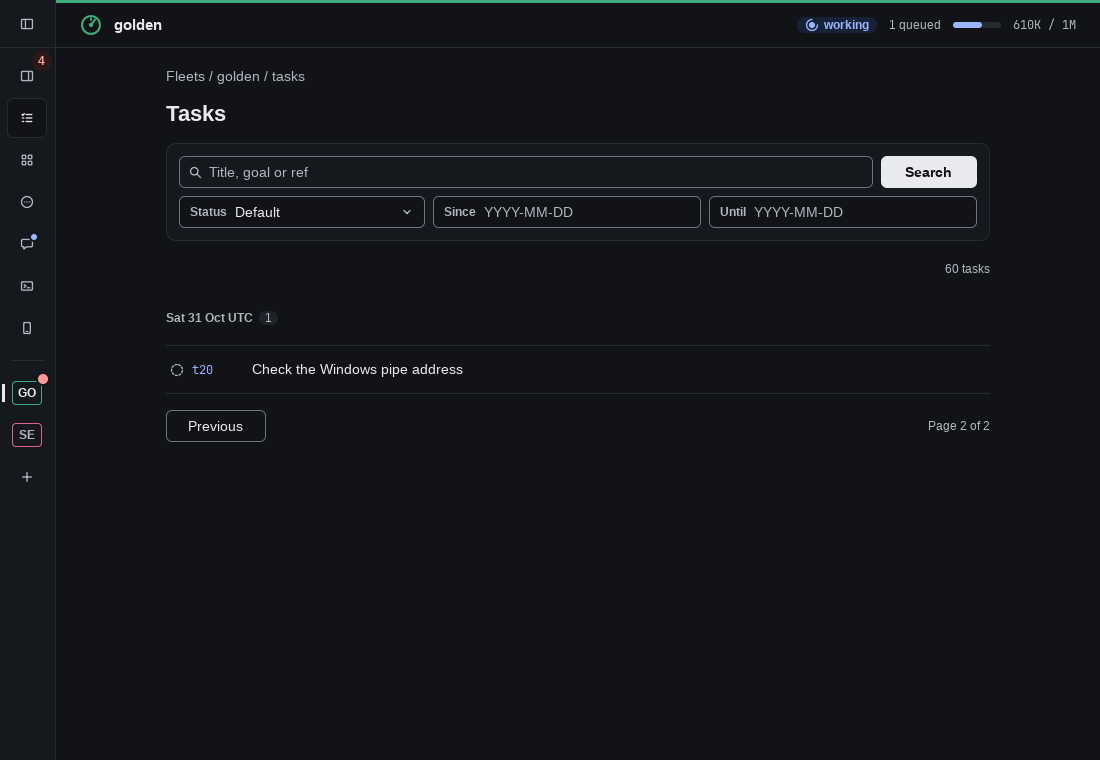 golden
working
1 queued
610K / 1M
4
Fleets / golden / tasks
Tasks
Title, goal or ref
Search
Status Default
Since YYYY-MM-DD
Until YYYY-MM-DD
60 tasks
Sat 31 Oct UTC 1
t20 Check the Windows pipe address
Previous
Page 2 of 2
GO
SE